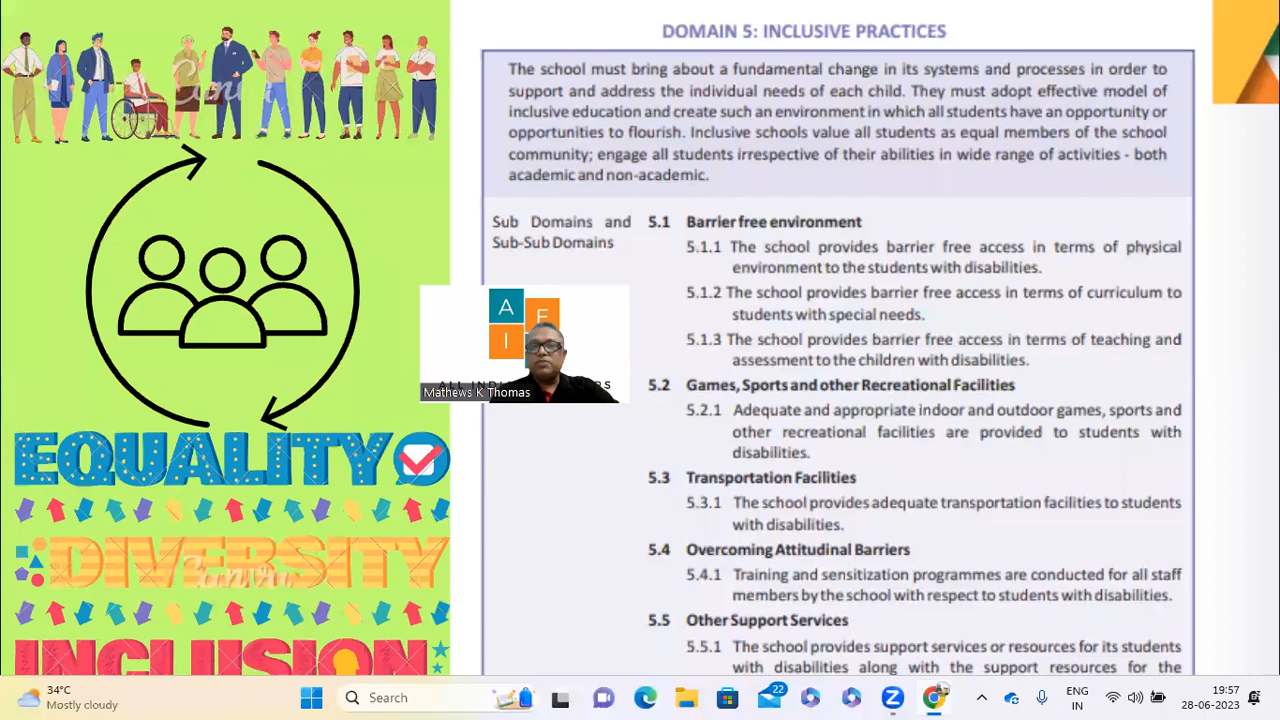 DOMAIN 5: INCLUSIVE PRACTICES
The school must bring about a fundamental change in its systems and processes in order to
support and address the individual needs of each child. They must adopt effective model of
inclusive education and create such an environment in which all students have an opportunity or
opportunities to flourish. Inclusive schools value all students as equal members of the school
community; engage all students irrespective of their abilities in wide range of activities - both
academic and non-academic.
Sub Domains and
Sub-Sub Domains
5.1 Barrier free environment
5.1.1 The school provides barrier free access in terms of physical
environment to the students with disabilities.
5.1.2 The school provides barrier free access in terms of curriculum to
students with special needs.
5.1.3 The school provides barrier free access in terms of teaching and
assessment to the children with disabilities.
5.2 Games, Sports and other Recreational Facilities
5.2.1 Adequate and appropriate indoor and outdoor games, sports and
other recreational facilities are provided to students with
disabilities.
5.3 Transportation Facilities
5.3.1 The school provides adequate transportation facilities to students
with disabilities.
5.4 Overcoming Attitudinal Barriers
5.4.1 Training and sensitization programmes are conducted for all staff
members by the school with respect to students with disabilities.
5.5 Other Support Services
5.5.1 The school provides support services or resources for its students
with disabilities along with the support resources for the
EQUALITY
DIVERSITY
Canva
INCLUSION
A
E
I
Mathews K Thomas
34°C
Mostly cloudy
Search
22
ENG
IN
19:57
28-06-2023